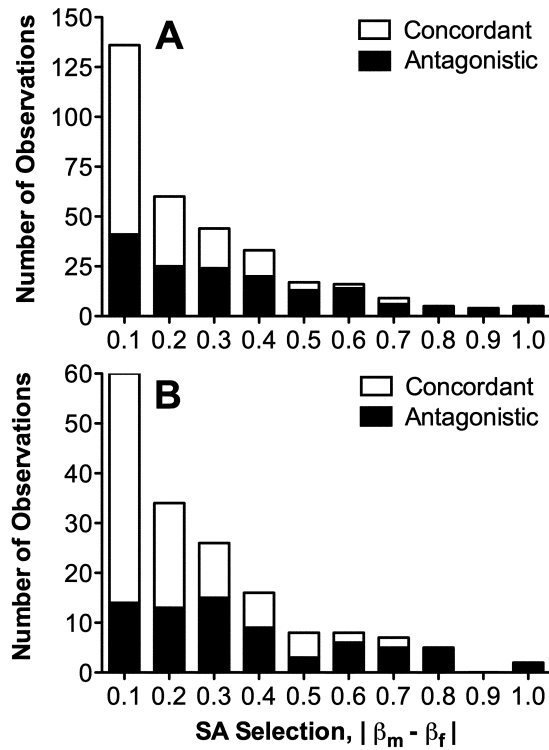 A
Concordant
Antagonistic
Number of Observations
150
125
100
75
50
25
0
0.1 0.2 0.3 0.4 0.5 0.6 0.7 0.8 0.9 1.0
B
Concordant
Antagonistic
Number of Observations
60
50
40
30
20
10
0
0.1 0.2 0.3 0.4 0.5 0.6 0.7 0.8 0.9 1.0
SA Selection, | βm - βf |